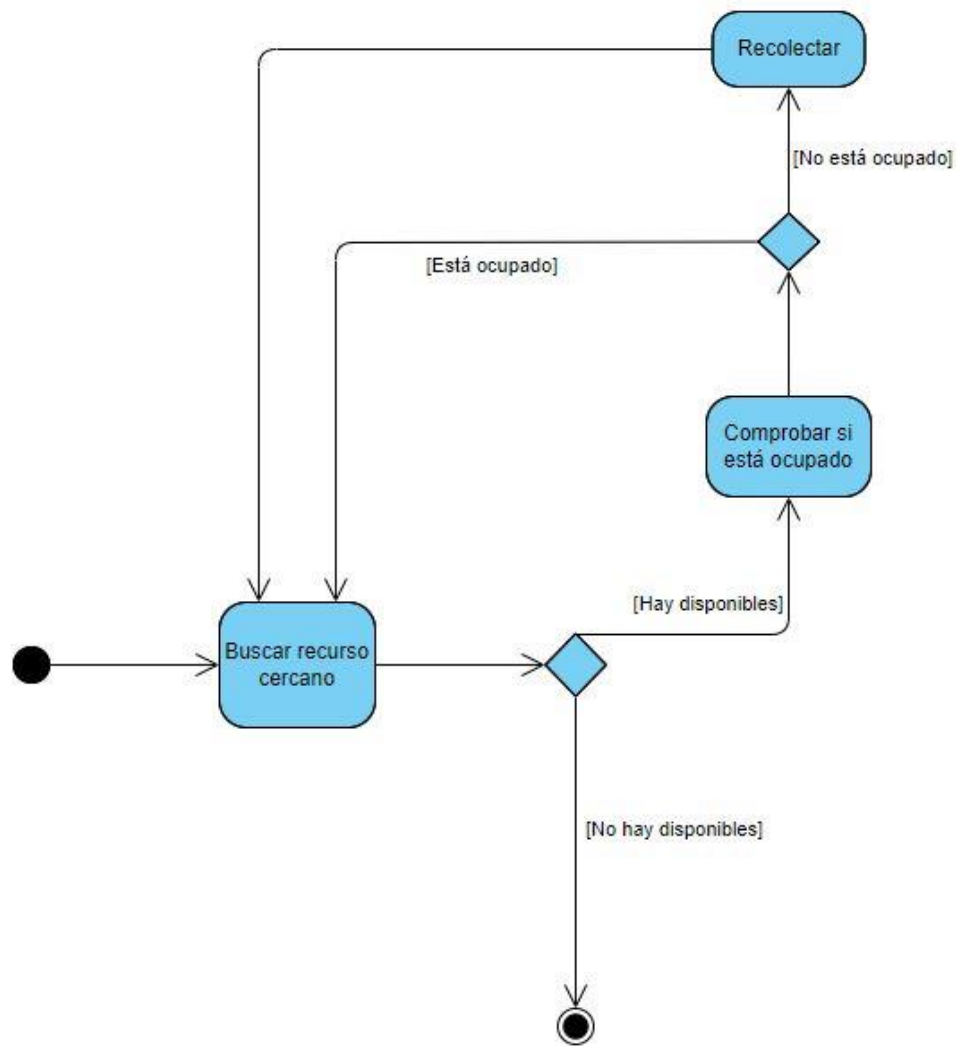 Recolectar
[No está ocupado]
[Está ocupado]
Comprobar si
está ocupado
[Hay disponibles]
Buscar recurso
cercano
[No hay disponibles]